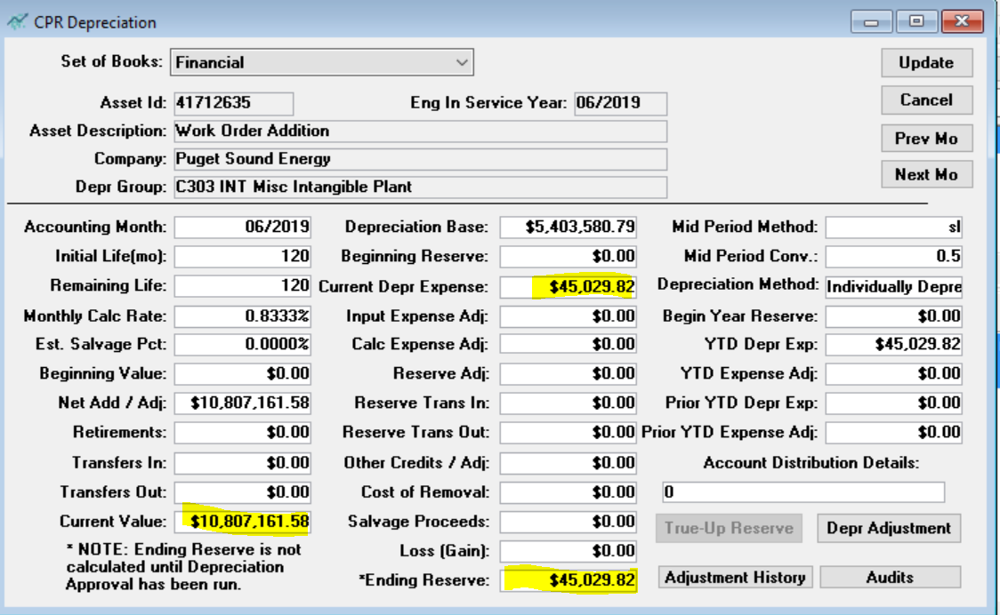 CPR Depreciation
Set of Books: Financial
Update
Asset Id: 41712635 Eng In Service Year: 06/2019
Cancel
Asset Description: Work Order Addition
Prev Mo
Company: Puget Sound Energy
Next Mo
Depr Group: C303 INT Misc Intangible Plant
Accounting Month: 06/2019 Depreciation Base: $5,403,580.79 Mid Period Method: sl
Initial Life(mo): 120 Beginning Reserve: $0.00 Mid Period Conv.: 0.5
Remaining Life: 120 Current Depr Expense: $45,029.82 Depreciation Method: Individually Depre
Monthly Calc Rate: 0.8333% Input Expense Adj: $0.00 Begin Year Reserve: $0.00
Est. Salvage Pct: 0.0000% Calc Expense Adj: $0.00 YTD Depr Exp: $45,029.82
Beginning Value: $0.00 Reserve Adj: $0.00 YTD Expense Adj: $0.00
Net Add / Adj: $10,807,161.58 Reserve Trans In: $0.00 Prior YTD Depr Exp: $0.00
Retirements: $0.00 Reserve Trans Out: $0.00 Prior YTD Expense Adj: $0.00
Transfers In: $0.00 Other Credits / Adj: $0.00 Account Distribution Details:
Transfers Out: $0.00 Cost of Removal: $0.00 0
Current Value: $10,807,161.58 Salvage Proceeds: $0.00 True-Up Reserve Depr Adjustment
* NOTE: Ending Reserve is not
calculated until Depreciation
Approval has been run.
Loss (Gain): $0.00
*Ending Reserve: $45,029.82 Adjustment History Audits